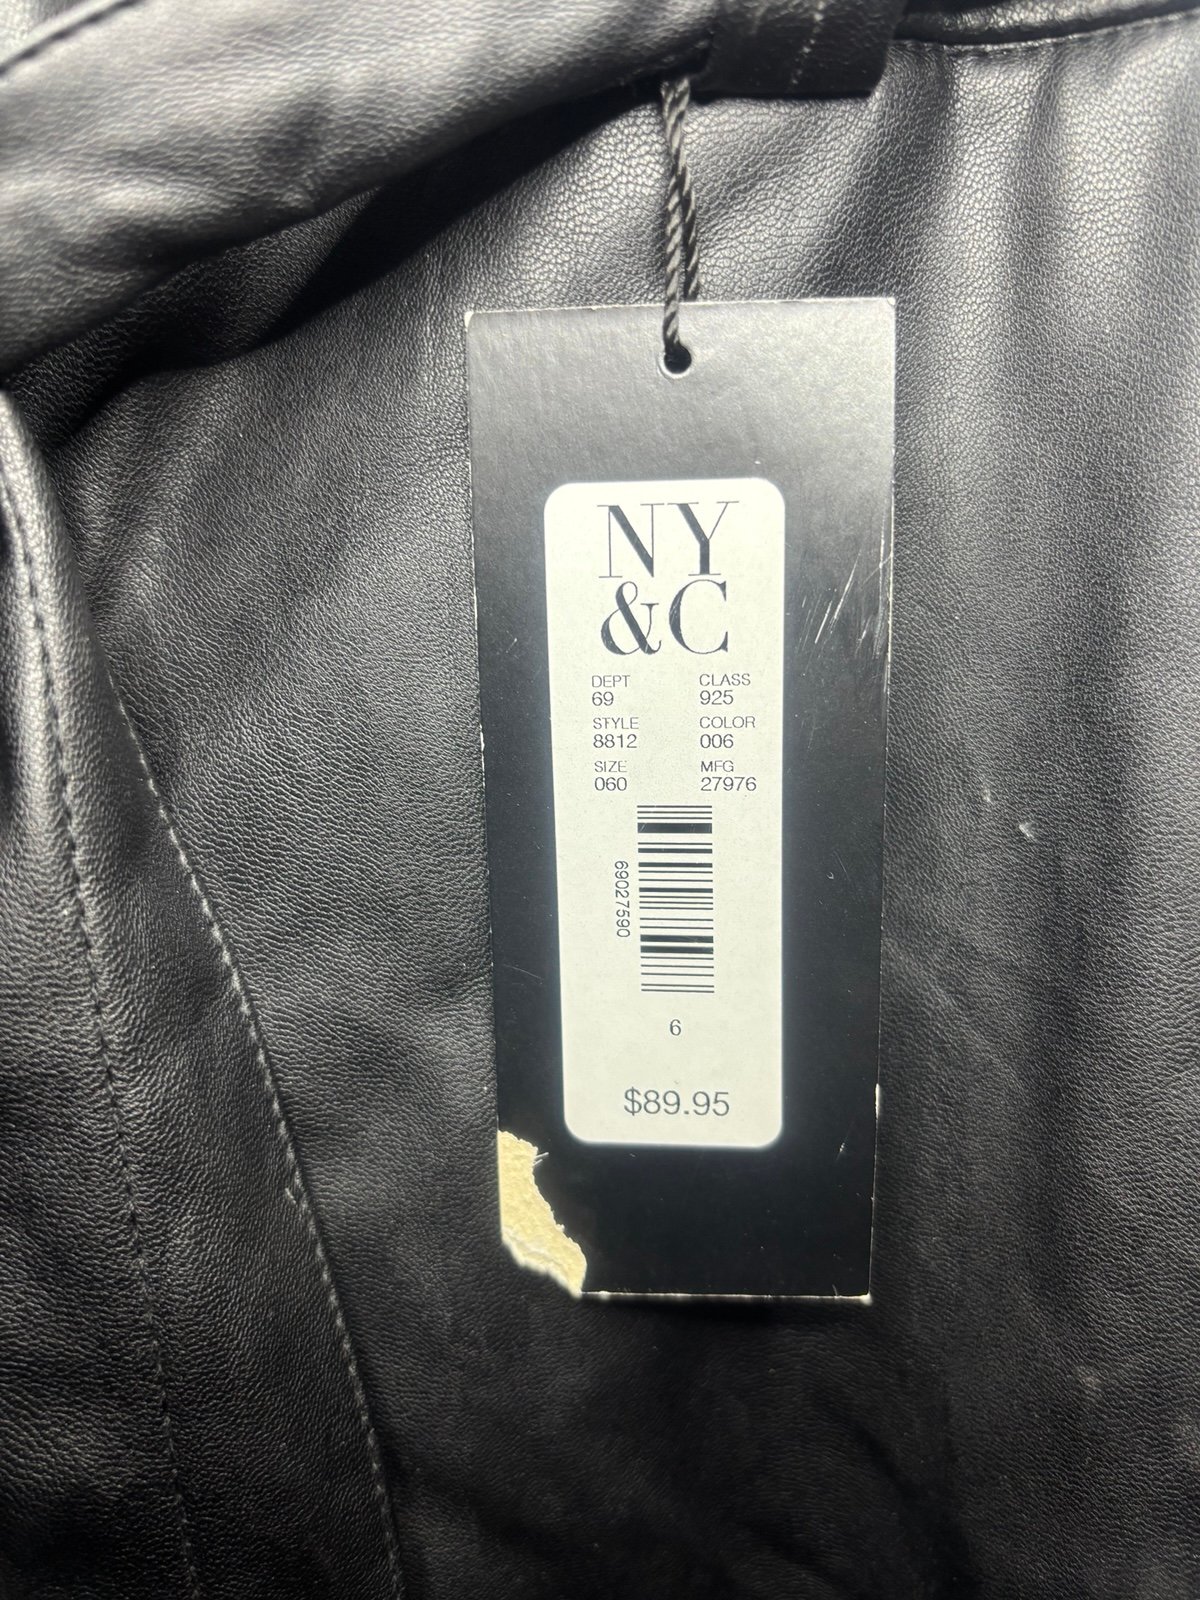 NY
&C
DEPT CLASS
69 925
STYLE COLOR
8812 006
SIZE MFG
060 27976
69027590
6
$89.95